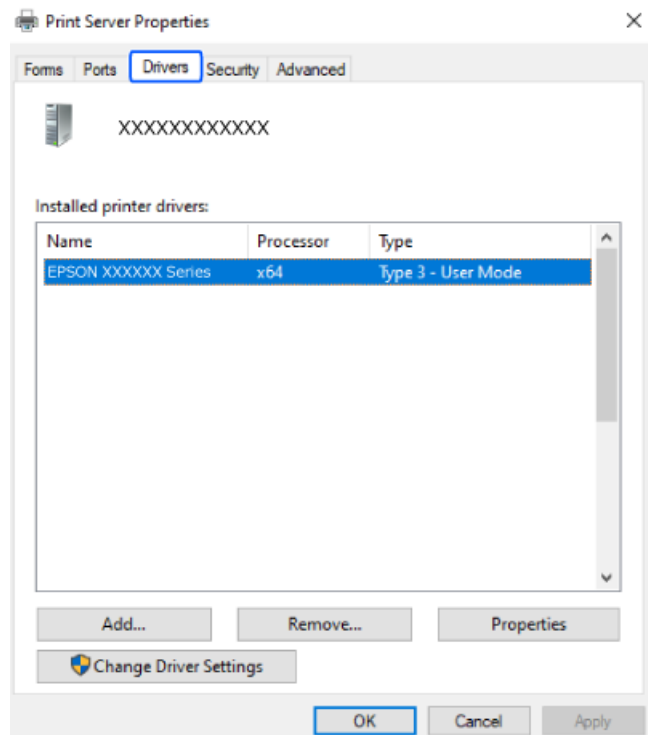 Print Server Properties
Forms Ports Drivers Security Advanced
XXXXXXXXXXXX
Installed printer drivers:
Name Processor Type
EPSON XXXXXX Series x64 Type 3 - User Mode
Add... Remove... Properties
Change Driver Settings
OK Cancel Apply